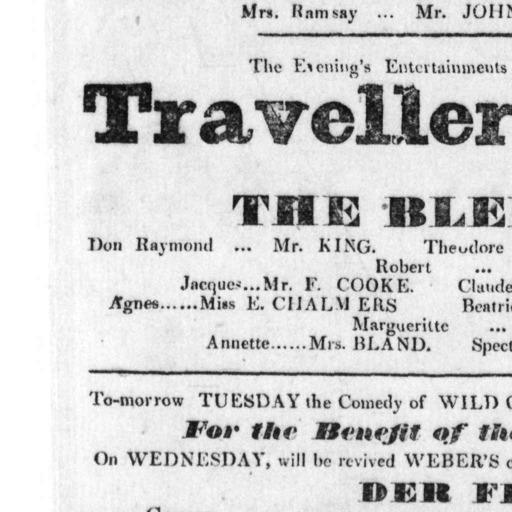 Mrs. Ramsay ... Mr. JOHN
The Evening's Entertainments
Traveller
THE BLE
Don Raymond ... Mr. KING. Theodore
Robert ...
Jacques...Mr. F. COOKE. Claude
Agnes......Miss E. CHALMERS Beatri
Margueritte ...
Annette......Mrs. BLAND. Spect
To-morrow TUESDAY the Comedy of WILD
For the Benefit of the
On WEDNESDAY, will be revived WEBER'S
DER F